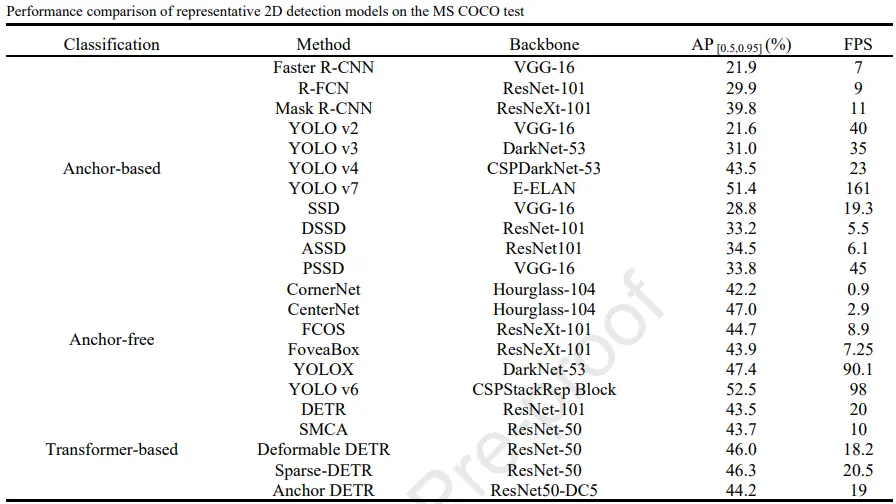 Performance comparison of representative 2D detection models on the MS COCO test
Classification Method Backbone AP [0.5,0.95] (%) FPS
Faster R-CNN VGG-16 21.9 7
R-FCN ResNet-101 29.9 9
Mask R-CNN ResNeXt-101 39.8 11
YOLO v2 VGG-16 21.6 40
YOLO v3 DarkNet-53 31.0 35
Anchor-based YOLO v4 CSPDarkNet-53 43.5 23
YOLO v7 E-ELAN 51.4 161
SSD VGG-16 28.8 19.3
DSSD ResNet-101 33.2 5.5
ASSD ResNet101 34.5 6.1
PSSD VGG-16 33.8 45
CornerNet Hourglass-104 42.2 0.9
CenterNet Hourglass-104 47.0 2.9
Anchor-free FCOS ResNeXt-101 44.7 8.9
FoveaBox ResNeXt-101 43.9 7.25
YOLOX DarkNet-53 47.4 90.1
YOLO v6 CSPStackRep Block 52.5 98
DETR ResNet-101 43.5 20
SMCA ResNet-50 43.7 10
Transformer-based Deformable DETR ResNet-50 46.0 18.2
Sparse-DETR ResNet-50 46.3 20.5
Anchor DETR ResNet50-DC5 44.2 19
Pre-proof